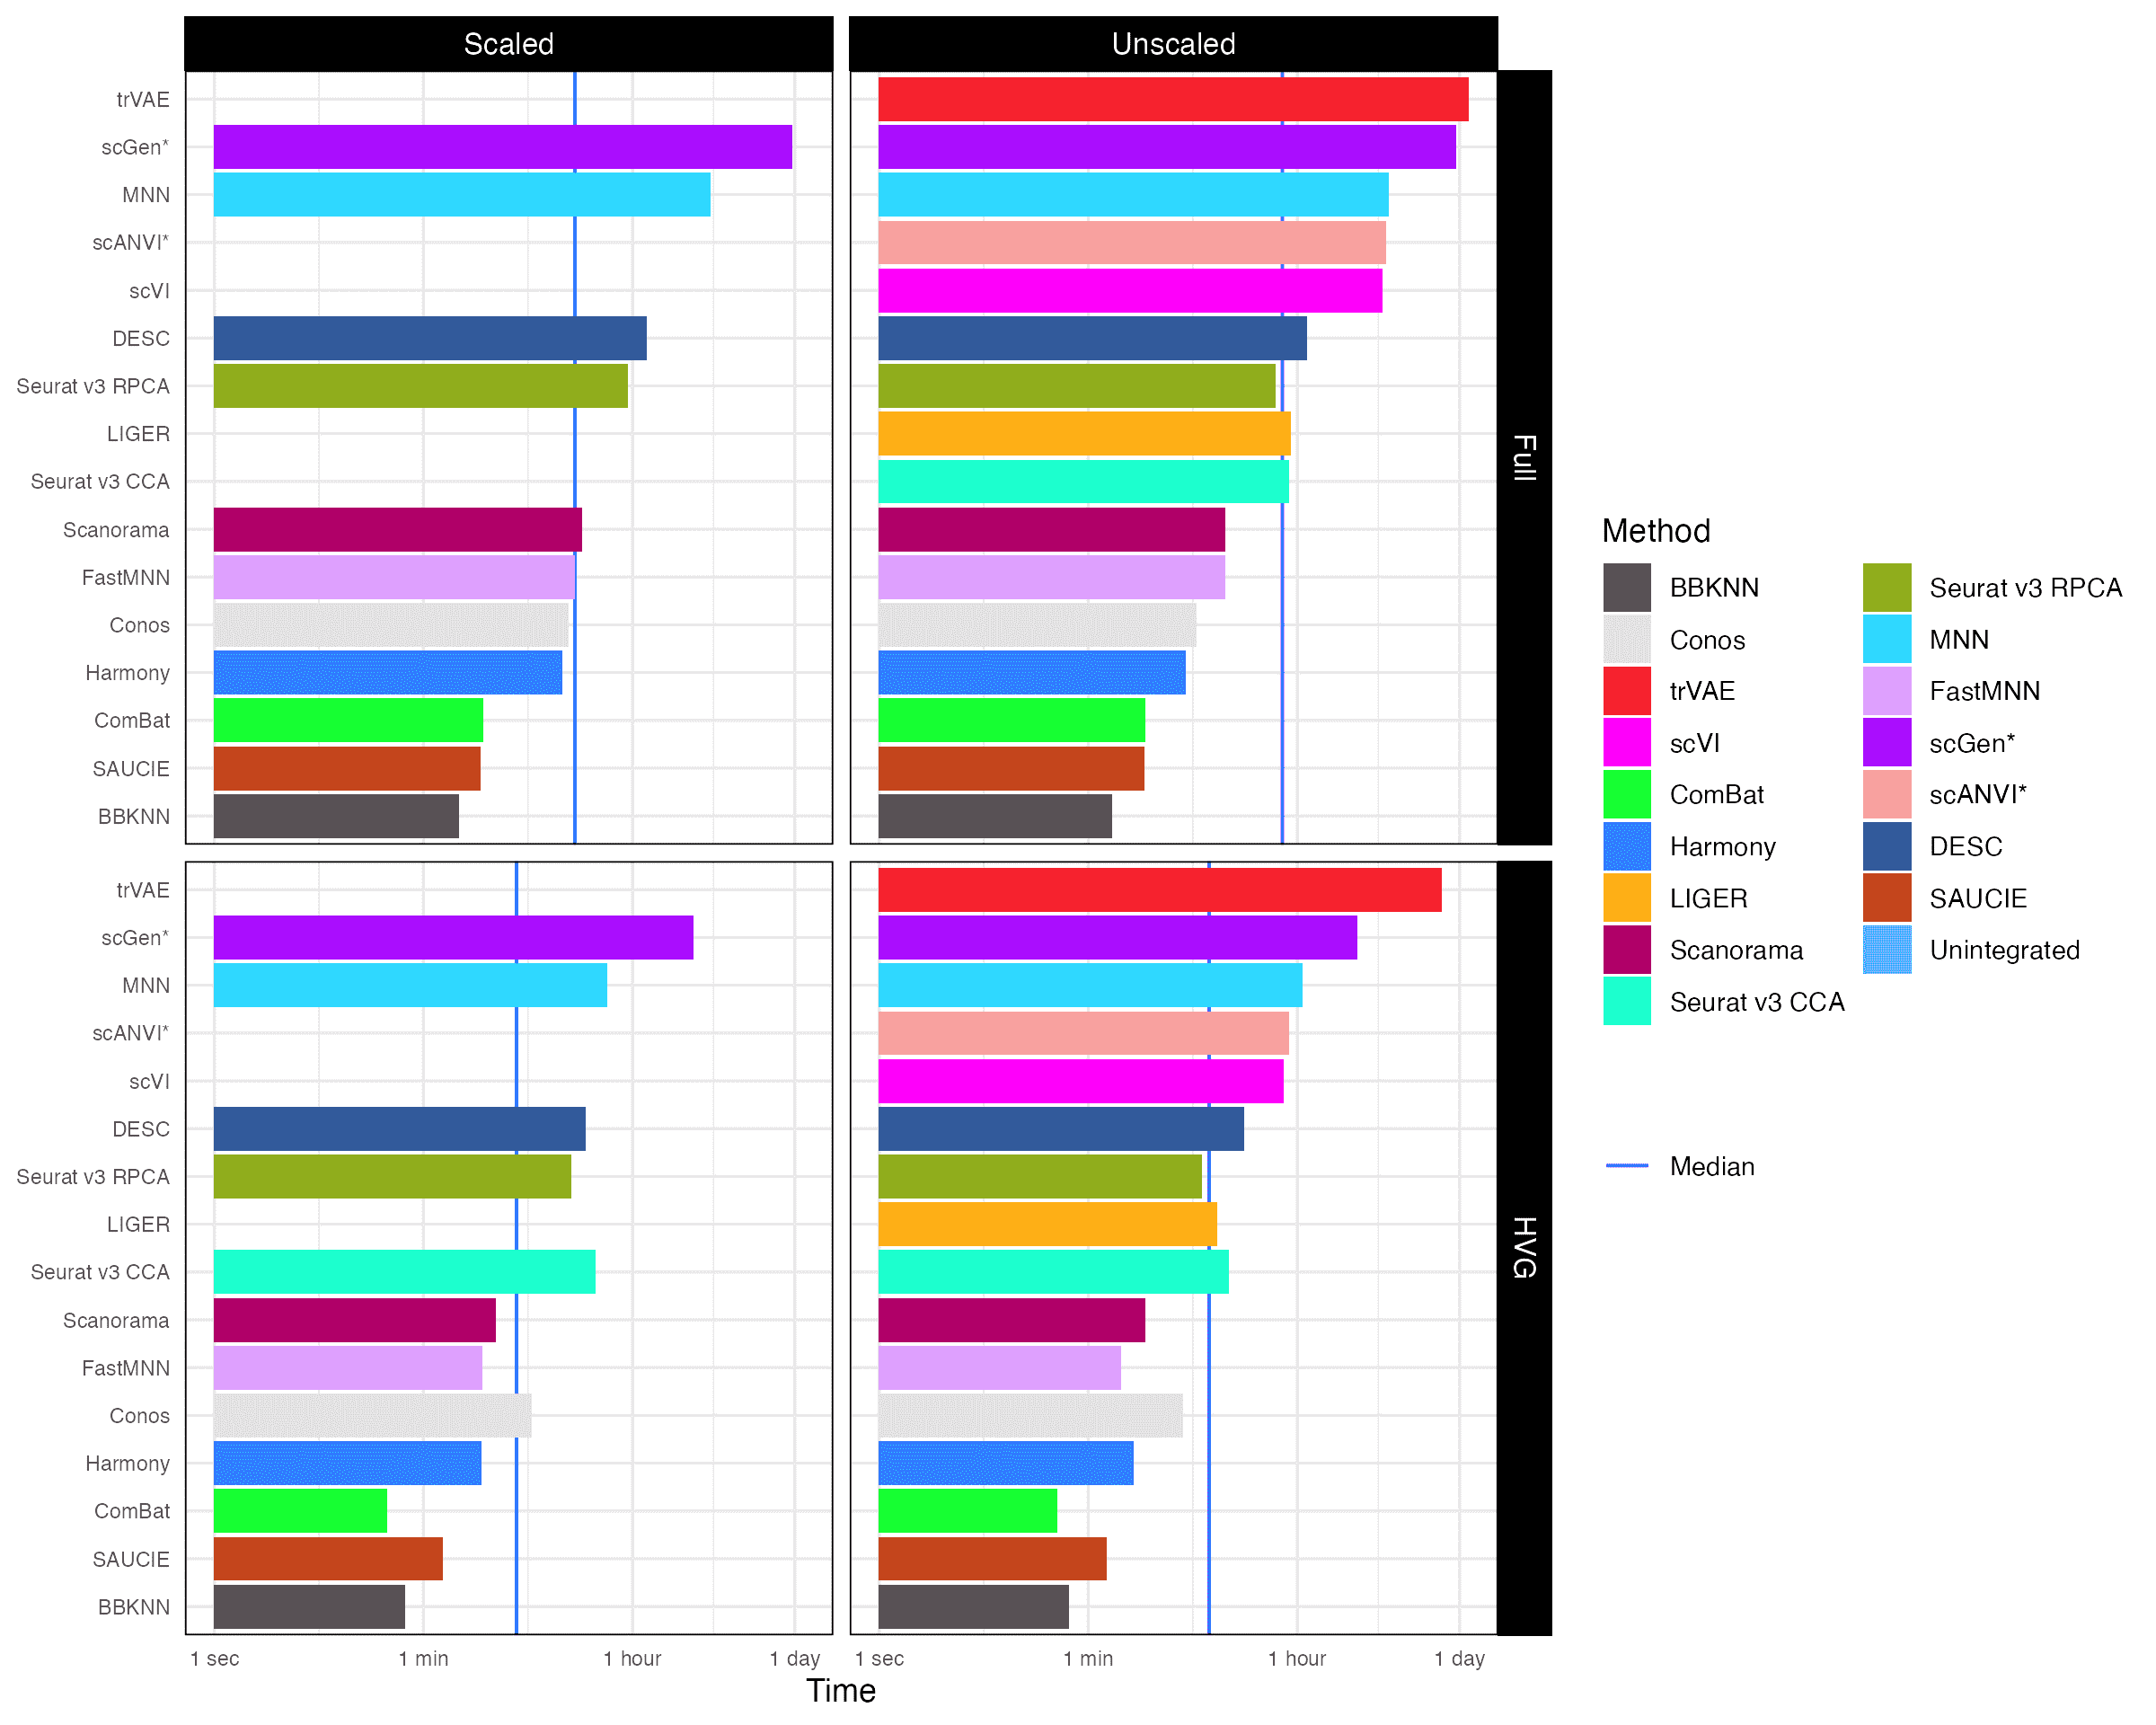 Scaled
Unscaled
trVAE
scGen*
MNN
scANVI*
scVI
DESC
Seurat v3 RPCA
LIGER
Seurat v3 CCA
Scanorama
FastMNN
Conos
Harmony
ComBat
SAUCIE
BBKNN
Full
trVAE
scGen*
MNN
scANVI*
scVI
DESC
Seurat v3 RPCA
LIGER
Seurat v3 CCA
Scanorama
FastMNN
Conos
Harmony
ComBat
SAUCIE
BBKNN
HVG
1 sec 1 min 1 hour 1 day 1 sec 1 min 1 hour 1 day
Time
Method
BBKNN
Conos
trVAE
scVI
ComBat
Harmony
LIGER
Scanorama
Seurat v3 CCA
Seurat v3 RPCA
MNN
FastMNN
scGen*
scANVI*
DESC
SAUCIE
Unintegrated
Median